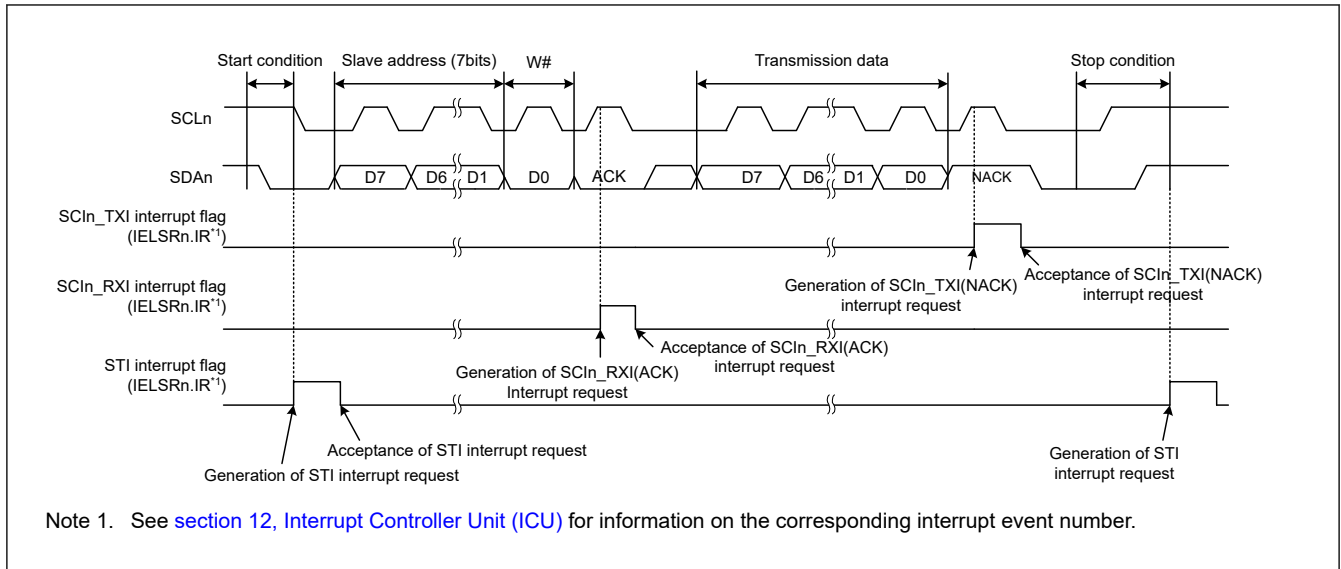 Start condition
Slave address (7bits)
W#
Transmission data
Stop condition
SCLn
SDAn
D7
D6
D1
D0
ACK
D7
D6
D1
D0
NACK
SCIn_TXI interrupt flag
(IELSRn.IR*1)
Generation of SCIn_TXI(NACK)
interrupt request
Acceptance of SCIn_TXI(NACK)
interrupt request
SCIn_RXI interrupt flag
(IELSRn.IR*1)
Generation of SCIn_RXI(ACK)
Interrupt request
Acceptance of SCIn_RXI(ACK)
interrupt request
STI interrupt flag
(IELSRn.IR*1)
Acceptance of STI interrupt request
Generation of STI interrupt request
Generation of STI
interrupt request
Note 1. See section 12, Interrupt Controller Unit (ICU) for information on the corresponding interrupt event number.